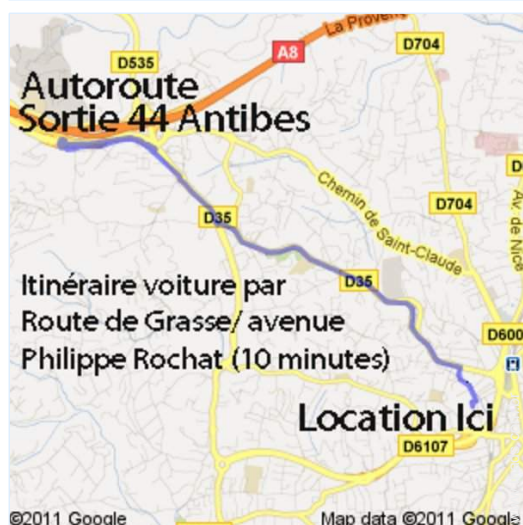 La Proven
D704
A8
D535
Autoroute
Sortie 44 Antibes
Chemin de Saint-Claude
D704
Av. de Nice
D35
Itinéraire voiture par
D35
Route de Grasse/ avenue
Philippe Rochat (10 minutes)
D600
Location Ici
D6107
©2011 Google
Map data ©2011 Google